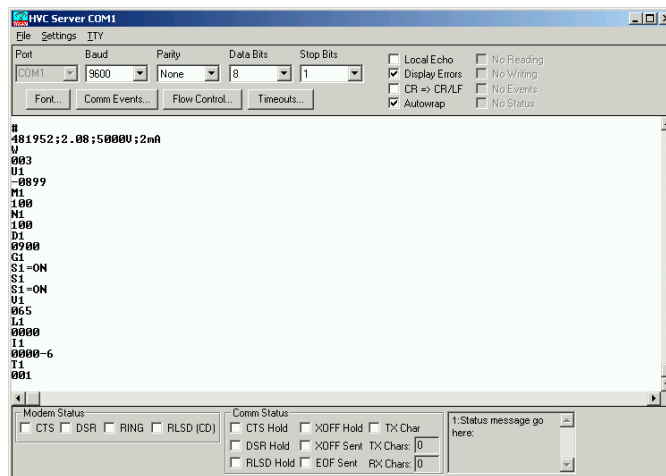 HVC Server COM1
File Settings TTY
Port Baud Parity Data Bits Stop Bits
COM1 9600 None 8 1
Local Echo No Reading
Display Errors No Writing
CR => CR/LF No Events
Autowrap No Status
Font... Comm Events... Flow Control... Timeouts...
#
481952;2.08;5000V;2mA
W
003
U1
-0899
M1
100
N1
100
D1
0900
G1
S1=ON
S1
S1=ON
V1
065
L1
0000
I1
0000-6
T1
001
Modem Status
CTS DSR RING RLSD (CD)
Comm Status
CTS Hold XOFF Hold TX Char
DSR Hold XOFF Sent TX Chars: 0
RLSD Hold EOF Sent RX Chars: 0
1:Status message go
here: